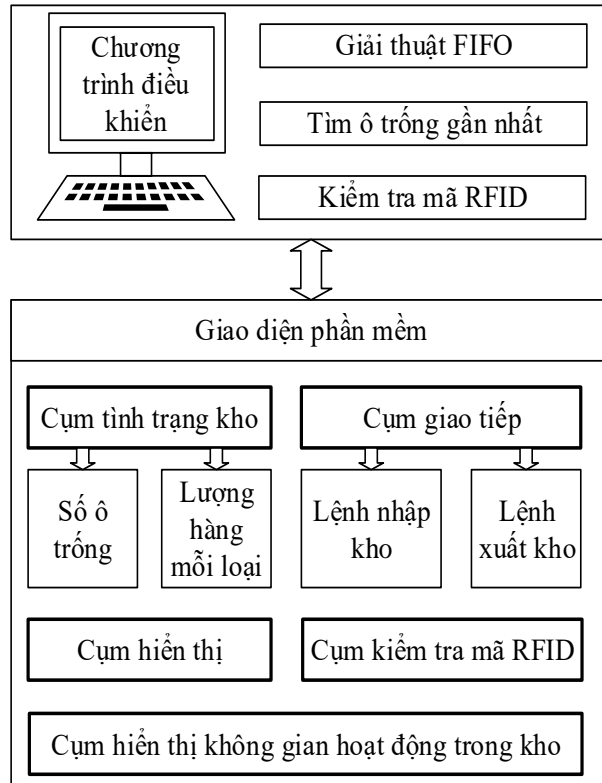 Chương
trình điều
khiển
Giải thuật FIFO
Tìm ô trống gần nhất
Kiểm tra mã RFID
Giao diện phần mềm
Cụm tình trạng kho
Cụm giao tiếp
Số ô
trống
Lượng
hàng
mỗi loại
Lệnh nhập
kho
Lệnh
xuất kho
Cụm hiển thị
Cụm kiểm tra mã RFID
Cụm hiển thị không gian hoạt động trong kho